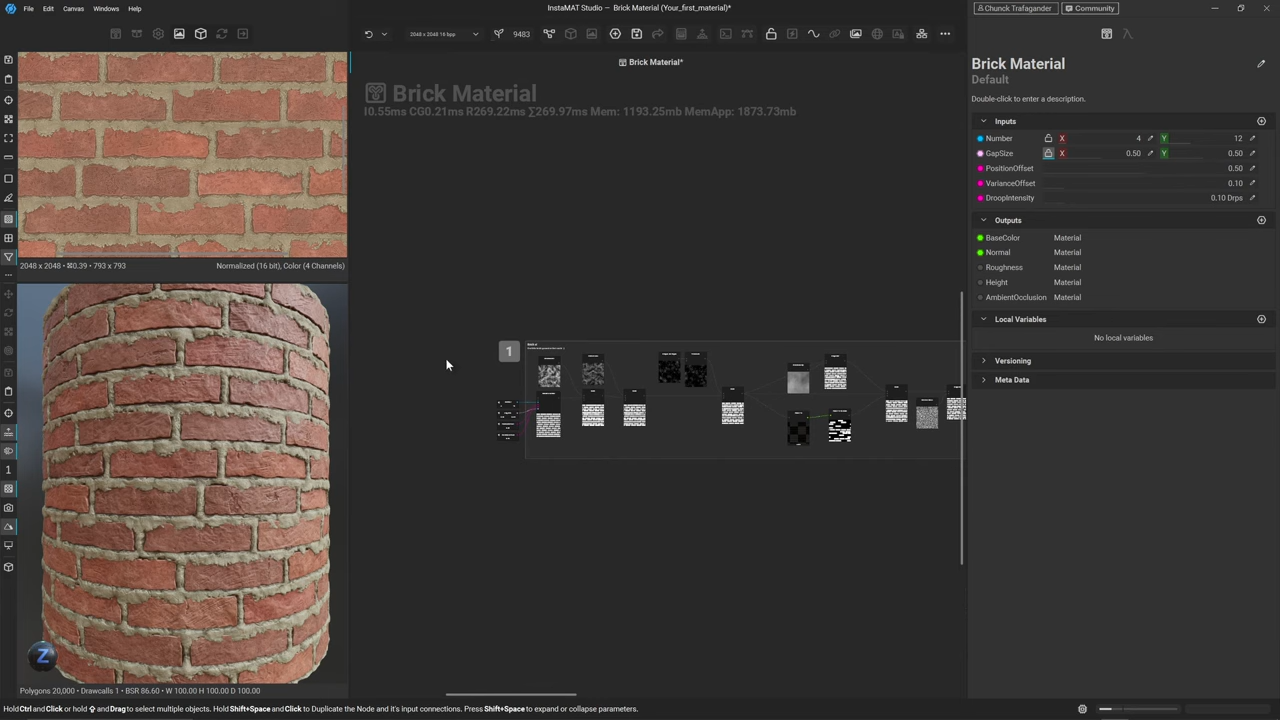 File Edit Canvas Windows Help
InstaMAT Studio — Brick Material (Your_first_material)*
Chunck Trafagander Community
2048 x 2048 16 bpp
9483
Brick Material*
Brick Material
I0.55ms CG0.21ms R269.22ms ∑269.97ms Mem: 1193.25mb MemApp: 1873.73mb
1
2048 x 2048 • 0.39 • 793 x 793
Normalized (16 bit), Color (4 Channels)
1
Z
Polygons 20,000 • Drawcalls 1 • BSR 86.60 • W 100.00 H 100.00 D 100.00
Brick Material
Default
Double-click to enter a description.
Inputs
Number X 4 Y 12
GapSize X 0.50 Y 0.50
PositionOffset 0.50
VarianceOffset 0.10
DroopIntensity 0.10 Drps
Outputs
BaseColor Material
Normal Material
Roughness Material
Height Material
AmbientOcclusion Material
Local Variables
No local variables
Versioning
Meta Data
Hold Ctrl and Click or hold ⇧ and Drag to select multiple objects. Hold Shift+Space and Click to Duplicate the Node and it's input connections. Press Shift+Space to expand or collapse parameters.